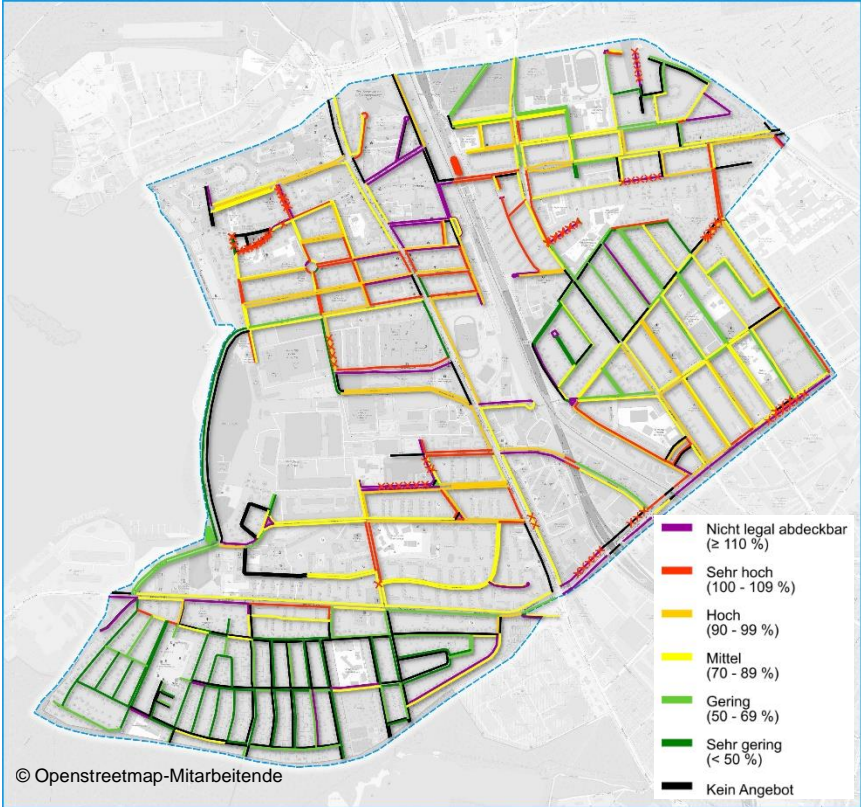 Nicht legal abdeckbar
(≥ 110 %)
Sehr hoch
(100 - 109 %)
Hoch
(90 - 99 %)
Mittel
(70 - 89 %)
Gering
(50 - 69 %)
Sehr gering
(< 50 %)
Kein Angebot
© Openstreetmap-Mitarbeitende